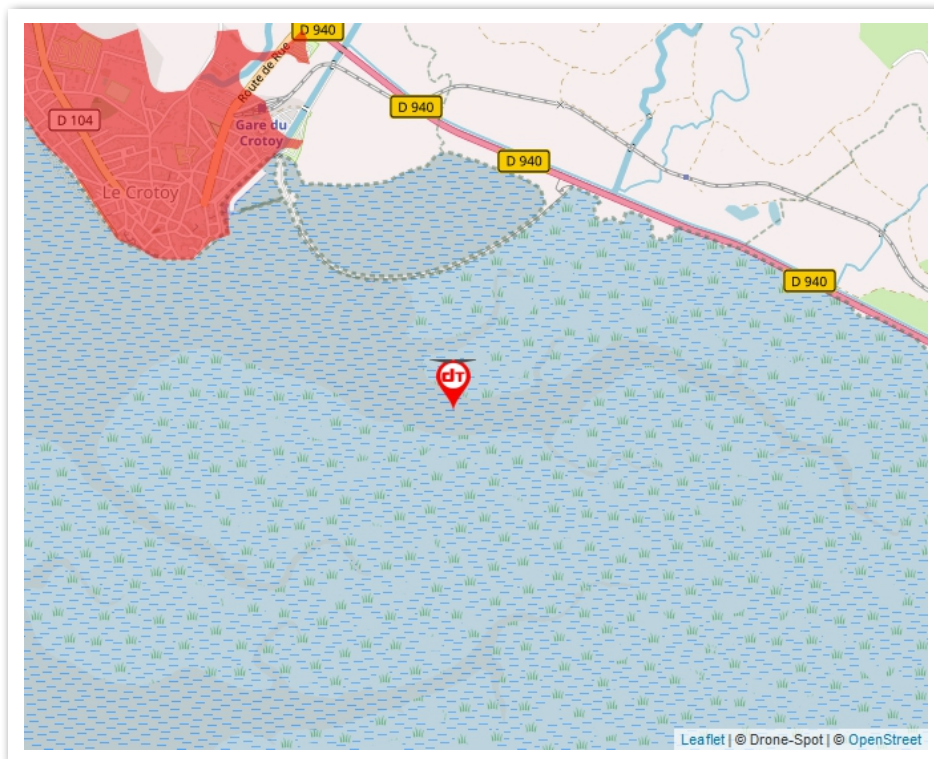 D 940
Route de Rue
D 940
D 104
Gare du
Crotoy
D 940
Le Crotoy
D 940
dT
Leaflet | © Drone-Spot | © OpenStreet